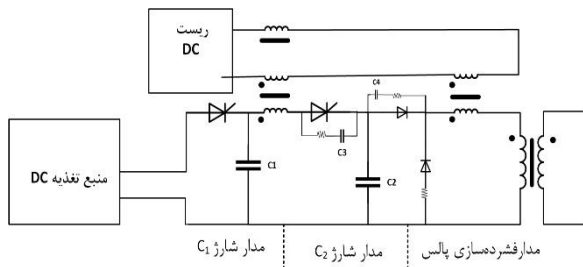 ریست
DC
C4
C3
C1
C2
منبع تغذیه DC
مدار شارژ C1
مدار شارژ C2
مدارفشرده‌سازی پالس